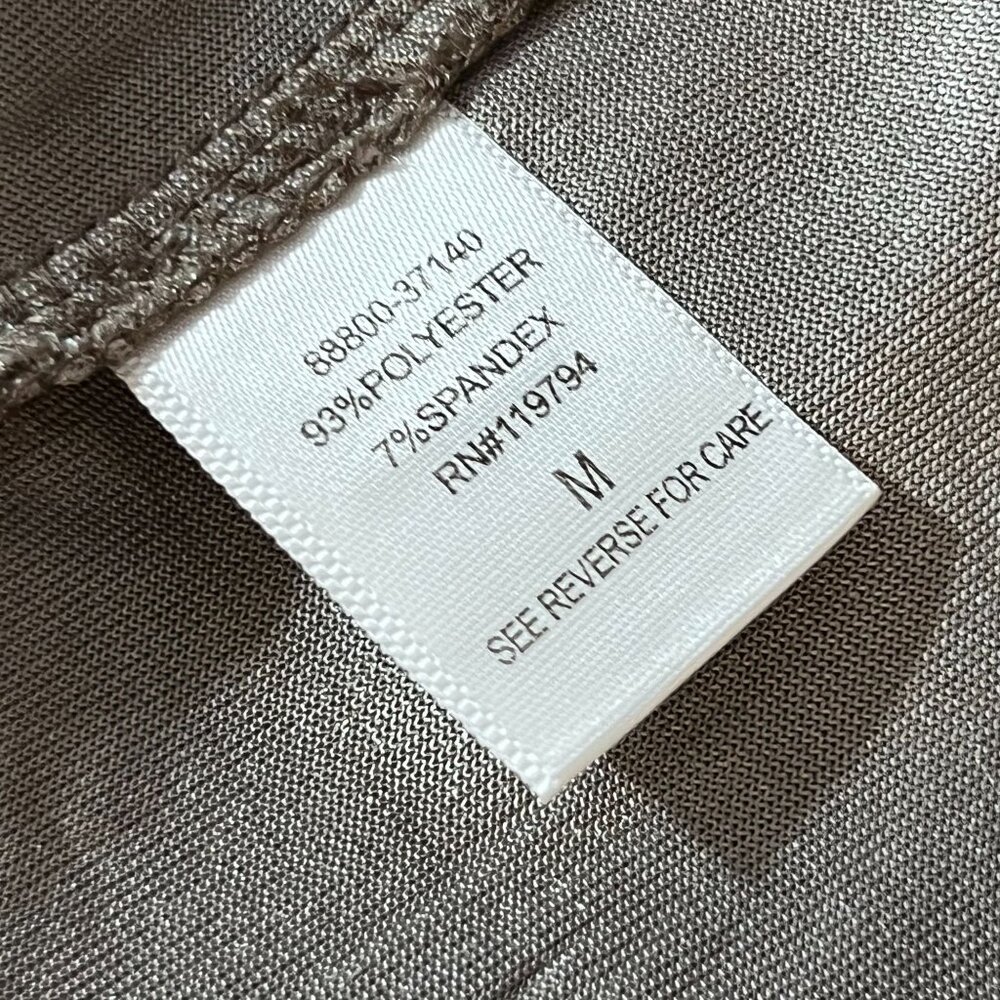 88800-37140
93%POLYESTER
7%SPANDEX
RN#119794
M
SEE REVERSE FOR CARE